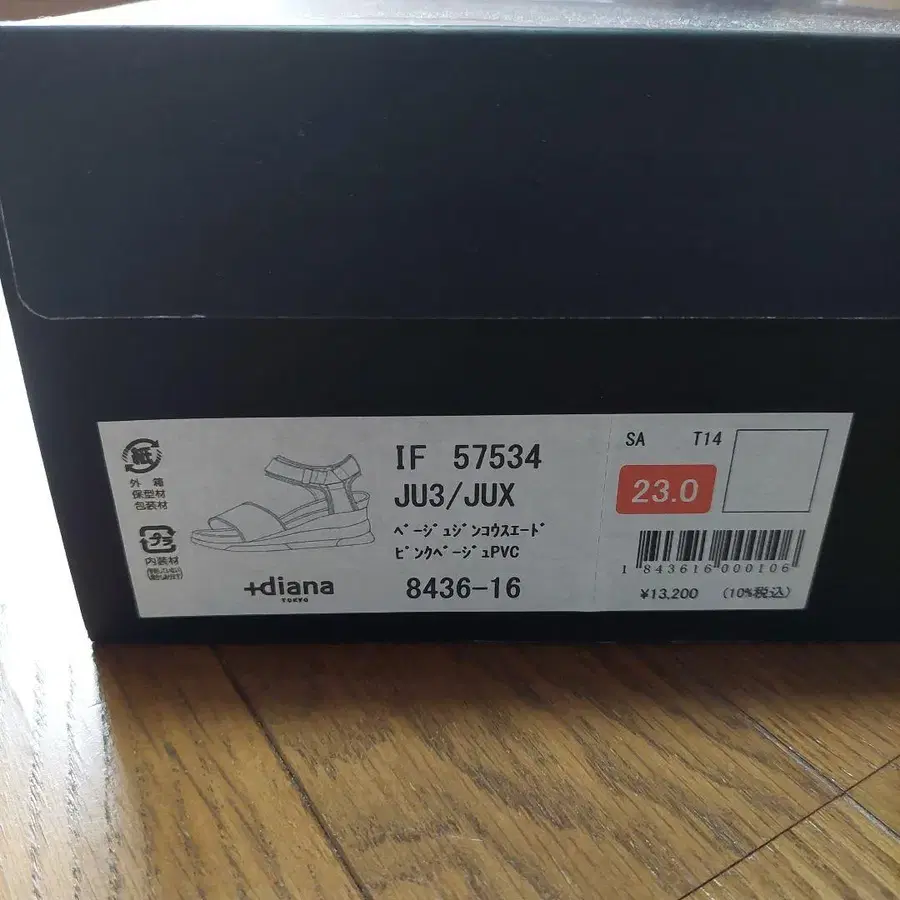 紙
外 箱
保型材
包装材
プラ
内装材
+diana
TOKYO
IF 57534
JU3/JUX
ﾍﾞｰｼﾞｭｼﾞﾝｺｳｽｴｰﾄﾞ
ﾋﾟﾝｸﾍﾞｰｼﾞｭPVC
8436-16
SA T14
23.0
1 843616 000106
¥13,200 (10%税込)